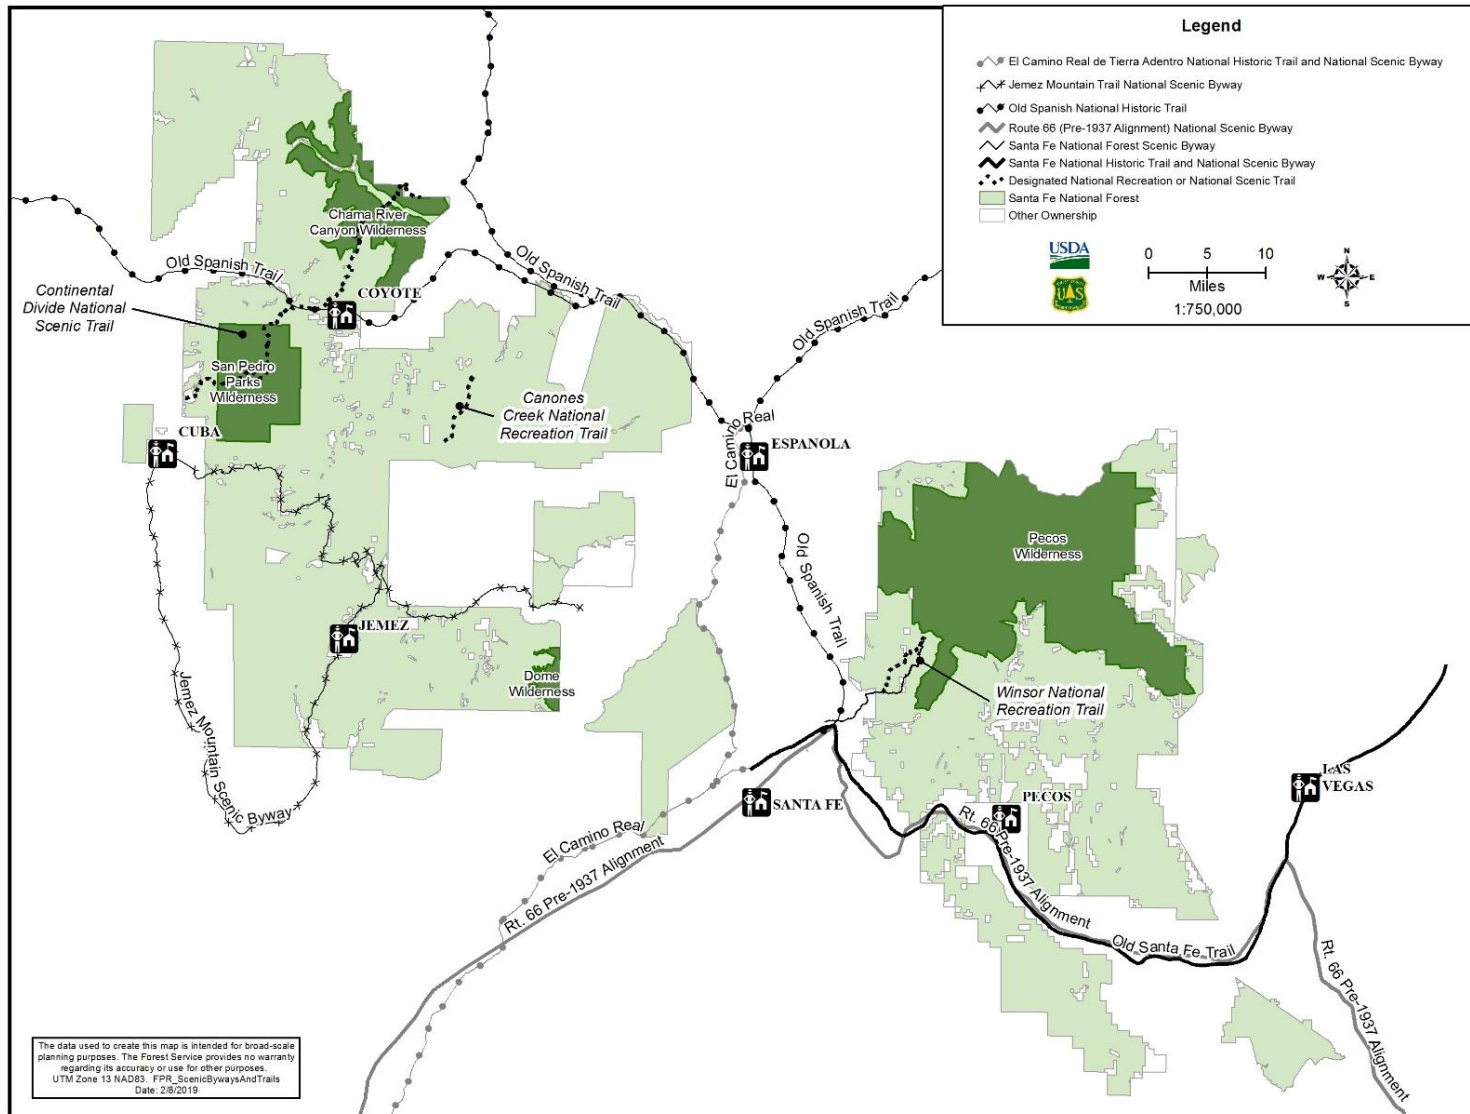 Legend
El Camino Real de Tierra Adentro National Historic Trail and National Scenic Byway
Jemez Mountain Trail National Scenic Byway
Old Spanish National Historic Trail
Route 66 (Pre-1937 Alignment) National Scenic Byway
Santa Fe National Forest Scenic Byway
Santa Fe National Historic Trail and National Scenic Byway
Designated National Recreation or National Scenic Trail
Santa Fe National Forest
Other Ownership
USDA
0 5 10
Miles
1:750,000
N
W E
S
Chama River
Canyon Wilderness
Old Spanish Trail
Old Spanish Trail
Old Spanish Trail
Continental
Divide National
Scenic Trail
COYOTE
San Pedro
Parks
Wilderness
Canones
Creek National
Recreation Trail
CUBA
El Camino Real
ESPANOLA
Old Spanish Trail
Pecos
Wilderness
JEMEZ
Dome
Wilderness
Jemez Mountain Scenic Byway
Winsor National
Recreation Trail
LAS
VEGAS
SANTA FE
PECOS
El Camino Real
Rt. 66 Pre-1937 Alignment
Rt. 66 Pre-1937 Alignment
Old Santa Fe Trail
Rt. 66 Pre-1937 Alignment
The data used to create this map is intended for broad-scale
planning purposes. The Forest Service provides no warranty
regarding its accuracy or use for other purposes.
UTM Zone 13 NAD83. FPR_ScenicBywaysAndTrails
Date: 2/8/2019